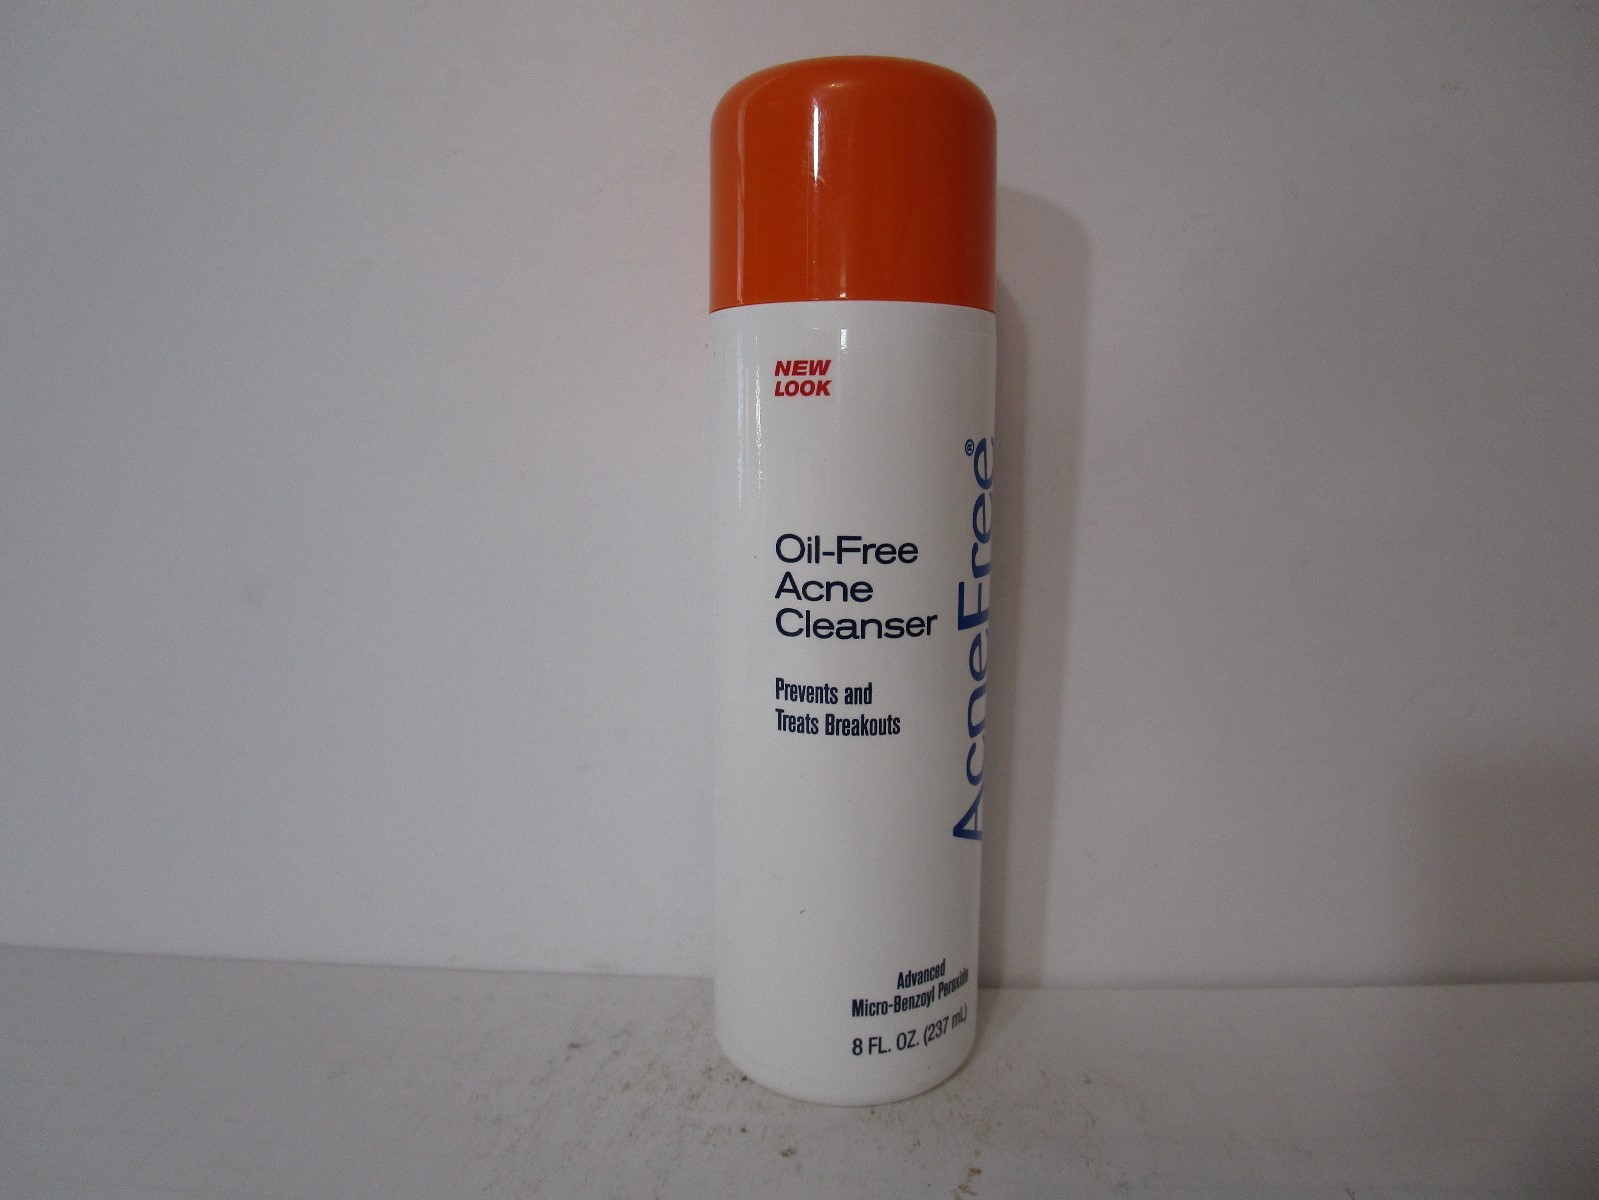 NEW
LOOK
Oil-Free
Acne
Cleanser
Prevents and
Treats Breakouts
AcneFree®
Advanced
Micro-Benzoyl Peroxide
8 FL. OZ. (237 mL)